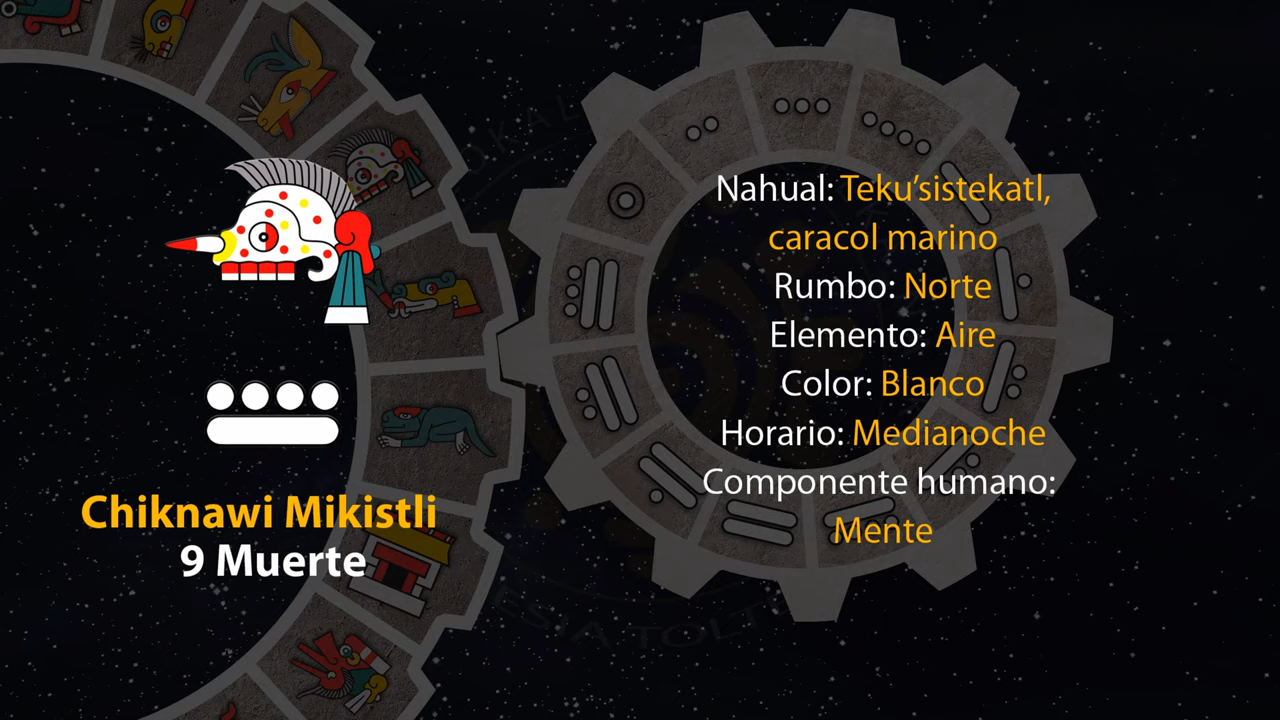 Chiknawi Mikistli
9 Muerte
Nahual: Teku’sistekatl,
caracol marino
Rumbo: Norte
Elemento: Aire
Color: Blanco
Horario: Medianoche
Componente humano:
Mente